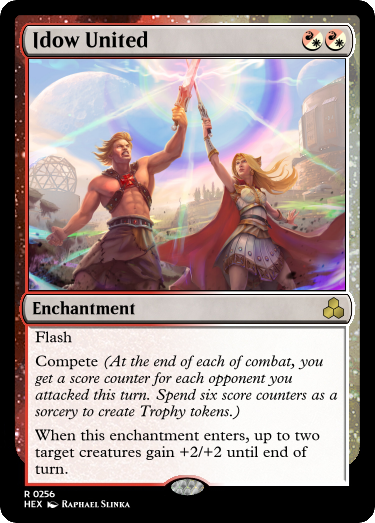 Idow United
Enchantment
Flash
Compete (At the end of each of combat, you
get a score counter for each opponent you
attacked this turn. Spend six score counters as a
sorcery to create Trophy tokens.)
When this enchantment enters, up to two
target creatures gain +2/+2 until end of
turn.
R 0256
HEX Raphael Slinka